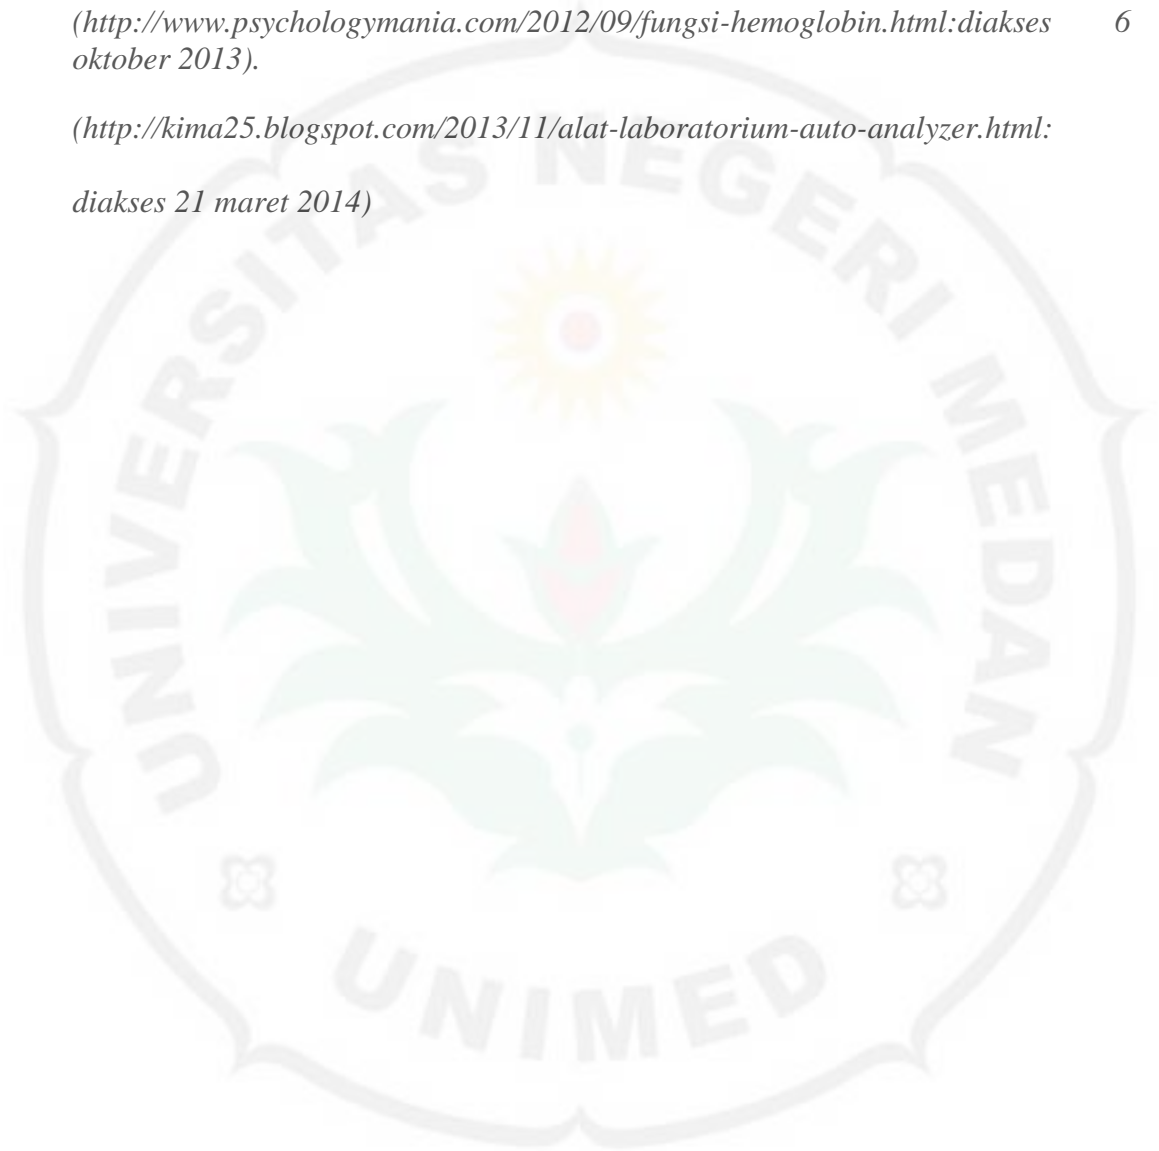 (http://www.psychologymania.com/2012/09/fungsi-hemoglobin.html:diakses 6
oktober 2013).
(http://kima25.blogspot.com/2013/11/alat-laboratorium-auto-analyzer.html:
diakses 21 maret 2014)
UNIVERSITAS NEGERI MEDAN
UNIMED